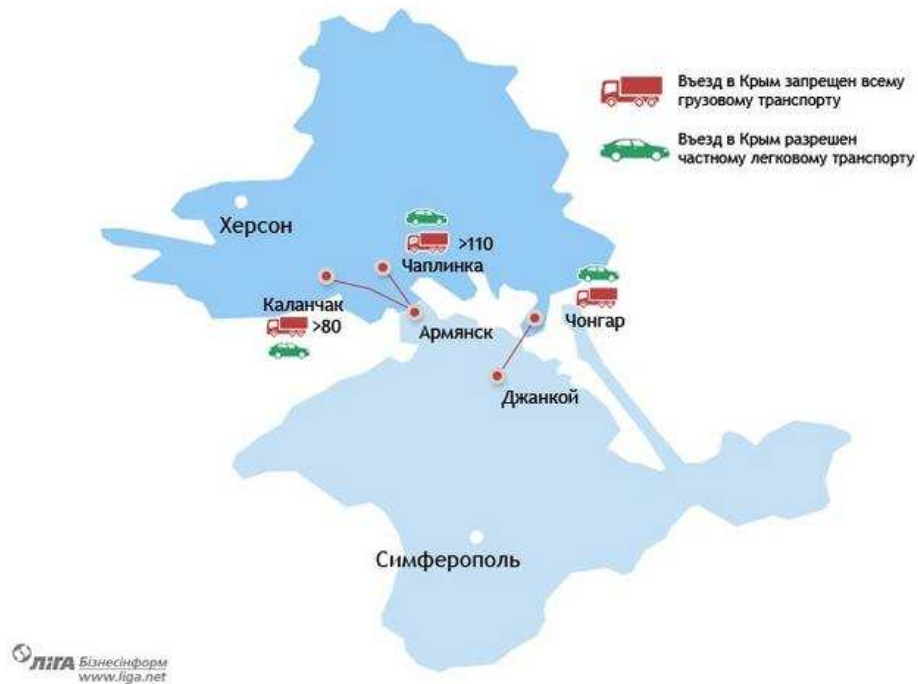 Въезд в Крым запрещен всему
грузовому транспорту
Въезд в Крым разрешен
частному легковому транспорту
Херсон
>110
Чаплинка
Каланчак
>80
Армянск
Чонгар
Джанкой
Симферополь
ЛІГА Бізнесінформ
www.liga.net